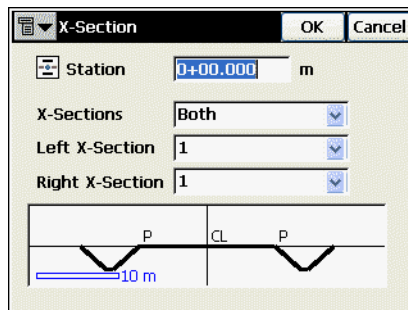 X-Section OK Cancel
Station 0+00.000 m
X-Sections Both
Left X-Section 1
Right X-Section 1
P CL P
10 m